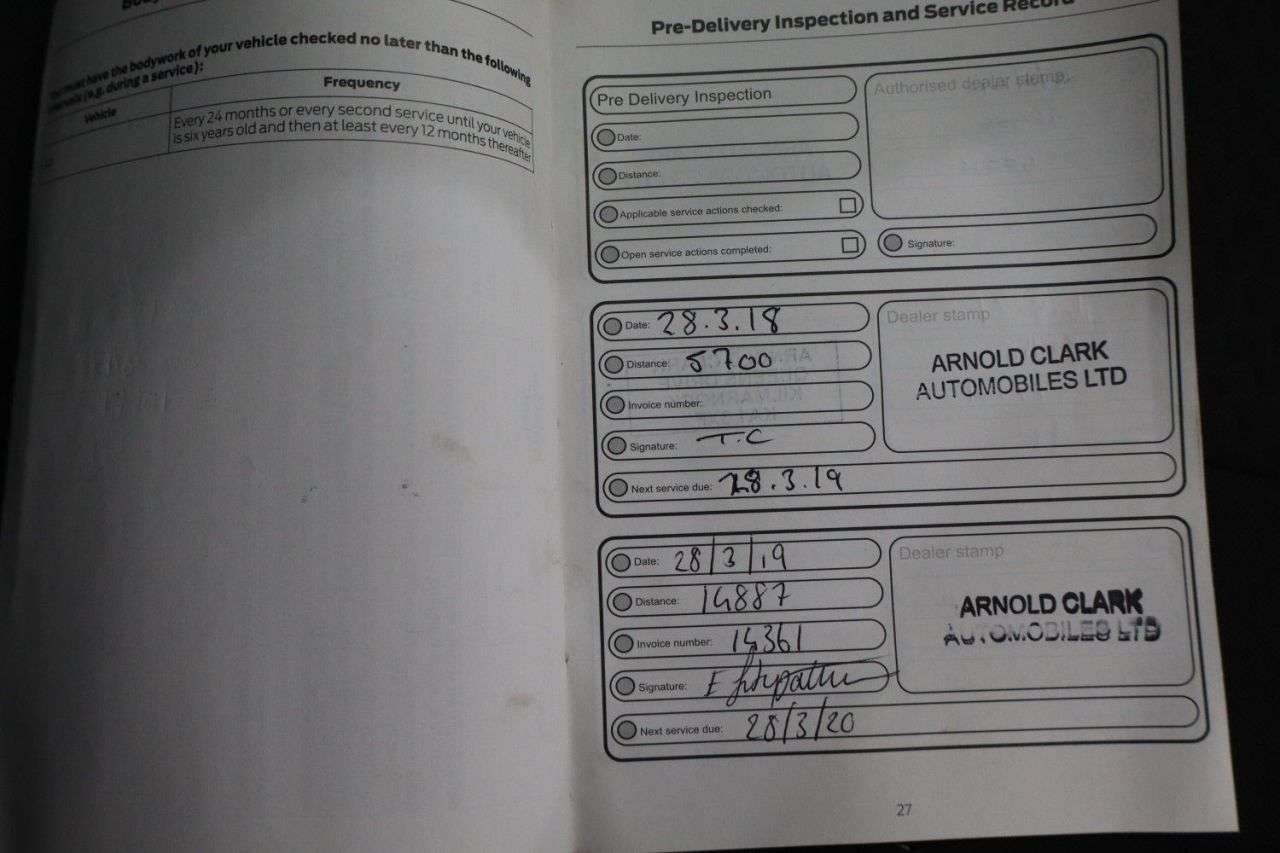 You must have the bodywork of your vehicle checked no later than the following
intervals (e.g. during a service):
Vehicle
Frequency
Every 24 months or every second service until your vehicle
is six years old and then at least every 12 months thereafter
Pre-Delivery Inspection and Service Record
Pre Delivery Inspection
Date:
Distance:
Applicable service actions checked:
Open service actions completed:
Authorised dealer stamp
Signature:
Date: 28.3.18
Distance: 5700
Invoice number:
Signature: T.C
Next service due: 28.3.19
Dealer stamp
ARNOLD CLARK
AUTOMOBILES LTD
Date: 28/3/19
Distance: 14887
Invoice number: 14361
Signature: E
Next service due: 28/3/20
Dealer stamp
ARNOLD CLARK
AUTOMOBILES LTD
27